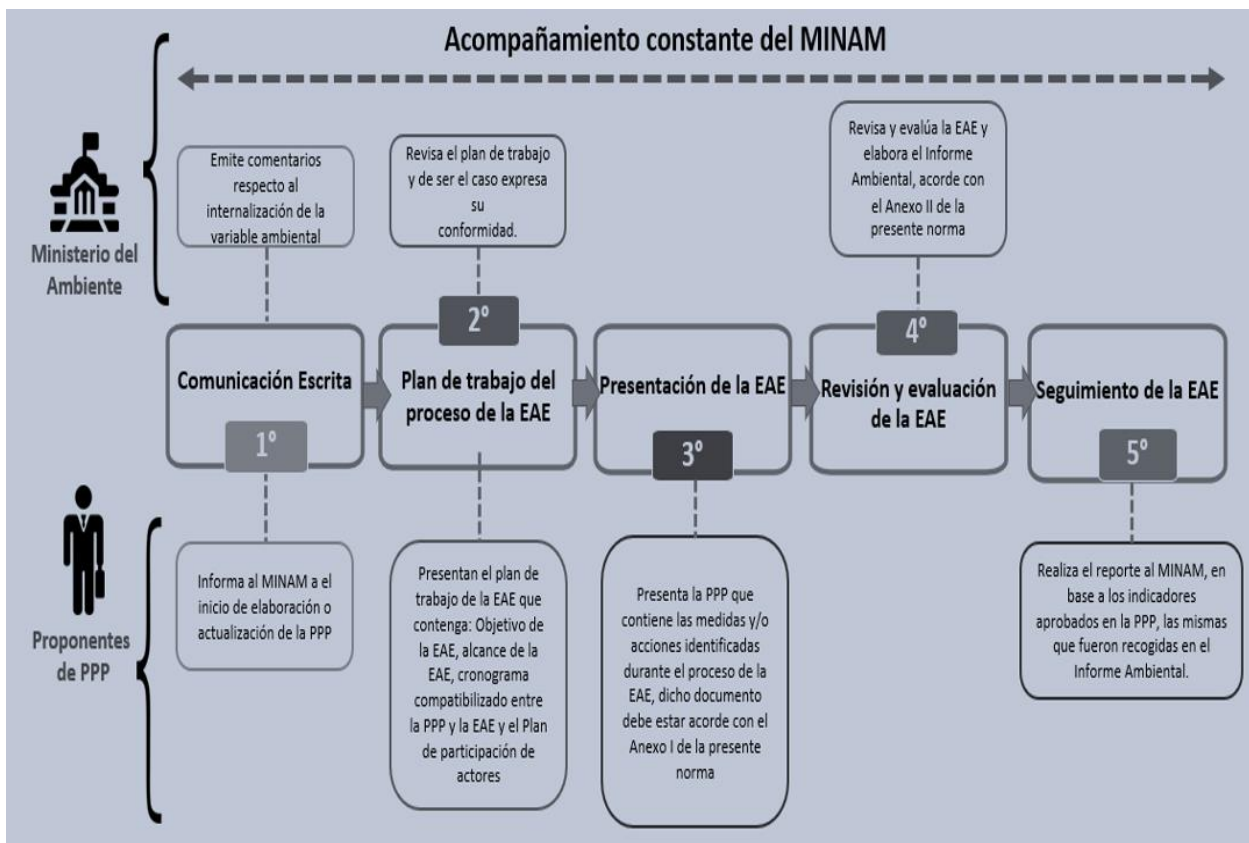 Acompañamiento constante del MINAM
Ministerio del
Ambiente
Emite comentarios
respecto al
internalización de la
variable ambiental
Revisa el plan de trabajo
y de ser el caso expresa
su
conformidad.
Revisa y evalúa la EAE y
elabora el Informe
Ambiental, acorde con
el Anexo II de la
presente norma
Comunicación Escrita
1°
2°
Plan de trabajo del
proceso de la EAE
Presentación de la EAE
3°
4°
Revisión y evaluación
de la EAE
Seguimiento de la EAE
5°
Proponentes
de PPP
Informa al MINAM a el
inicio de elaboración o
actualización de la PPP
Presentan el plan de
trabajo de la EAE que
contenga: Objetivo de
la EAE, alcance de la
EAE, cronograma
compatibilizado entre
la PPP y la EAE y el Plan
de participación de
actores
Presenta la PPP que
contiene las medidas y/o
acciones identificadas
durante el proceso de la
EAE, dicho documento
debe estar acorde con el
Anexo I de la presente
norma
Realiza el reporte al MINAM, en
base a los indicadores
aprobados en la PPP, las mismas
que fueron recogidas en el
Informe Ambiental.